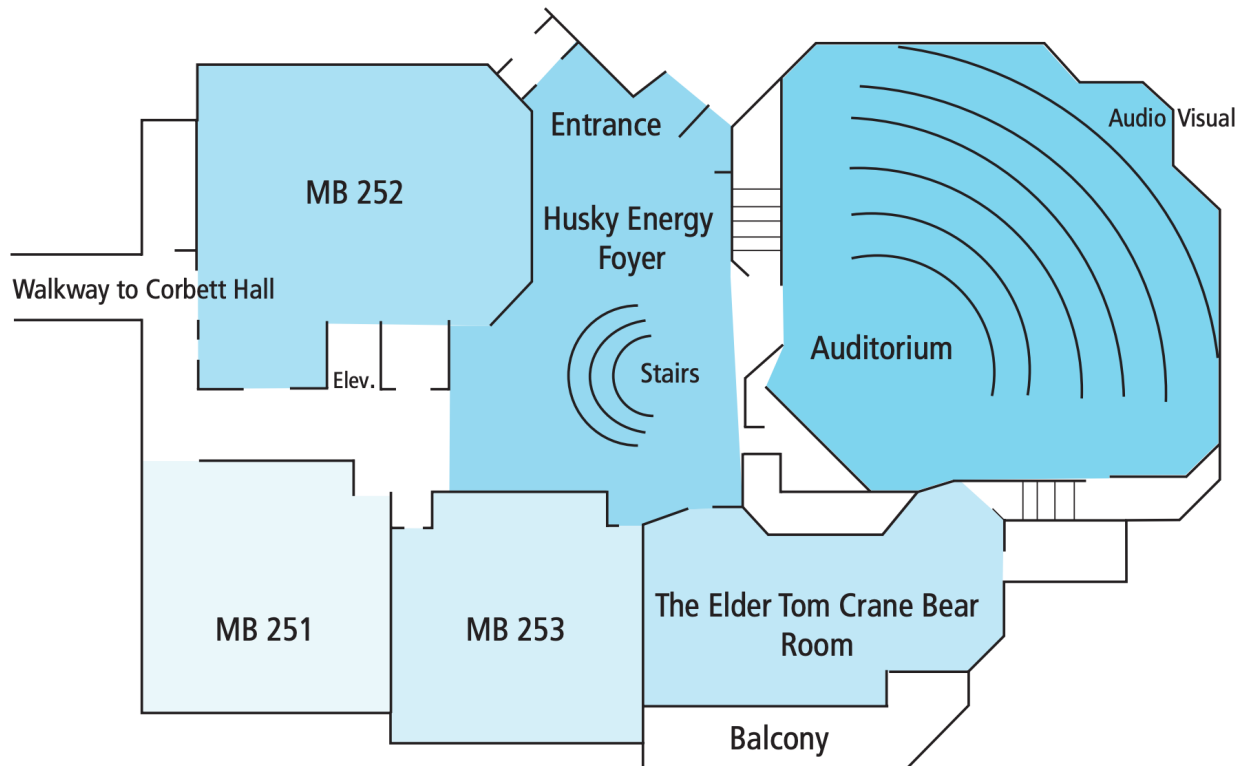 Audio Visual
Entrance
MB 252
Husky Energy
Foyer
Walkway to Corbett Hall
Auditorium
Stairs
Elev.
The Elder Tom Crane Bear
Room
MB 251
MB 253
Balcony